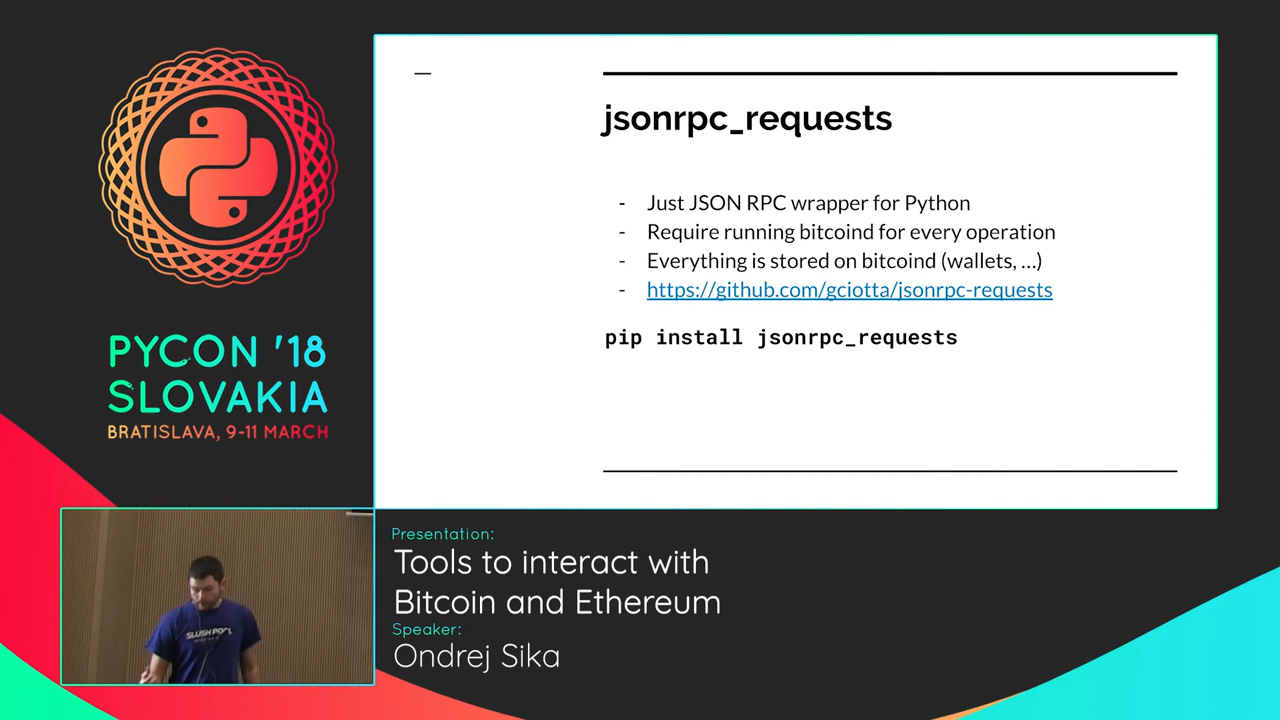 jsonrpc_requests
- Just JSON RPC wrapper for Python
- Require running bitcoind for every operation
- Everything is stored on bitcoind (wallets, ...)
- https://github.com/gciotta/jsonrpc-requests
pip install jsonrpc_requests
PYCON '18
SLOVAKIA
BRATISLAVA, 9-11 MARCH
SLUSH POOL
Presentation:
Tools to interact with
Bitcoin and Ethereum
Speaker:
Ondrej Sika